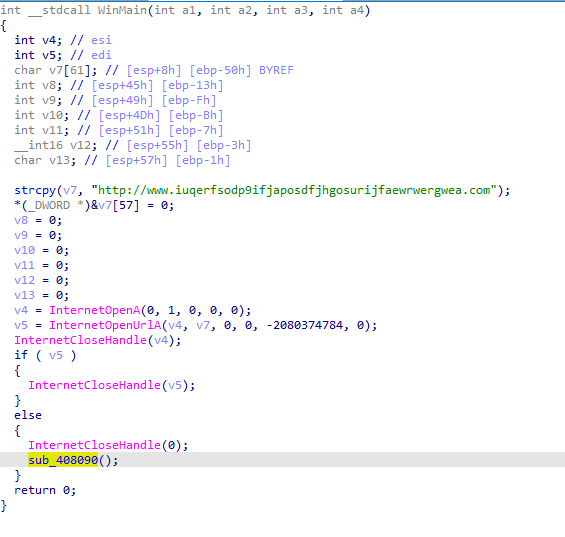 int __stdcall WinMain(int a1, int a2, int a3, int a4)
{
int v4; // esi
int v5; // edi
char v7[61]; // [esp+8h] [ebp-50h] BYREF
int v8; // [esp+45h] [ebp-13h]
int v9; // [esp+49h] [ebp-Fh]
int v10; // [esp+4Dh] [ebp-Bh]
int v11; // [esp+51h] [ebp-7h]
__int16 v12; // [esp+55h] [ebp-3h]
char v13; // [esp+57h] [ebp-1h]
strcpy(v7, "http://www.iuqerfsodp9ifjaposdfjhgosurijfaewrwergwea.com");
*(_DWORD *)&v7[57] = 0;
v8 = 0;
v9 = 0;
v10 = 0;
v11 = 0;
v12 = 0;
v13 = 0;
v4 = InternetOpenA(0, 1, 0, 0, 0);
v5 = InternetOpenUrlA(v4, v7, 0, 0, -2080374784, 0);
InternetCloseHandle(v4);
if ( v5 )
{
InternetCloseHandle(v5);
}
else
{
InternetCloseHandle(0);
sub_408090();
}
return 0;
}